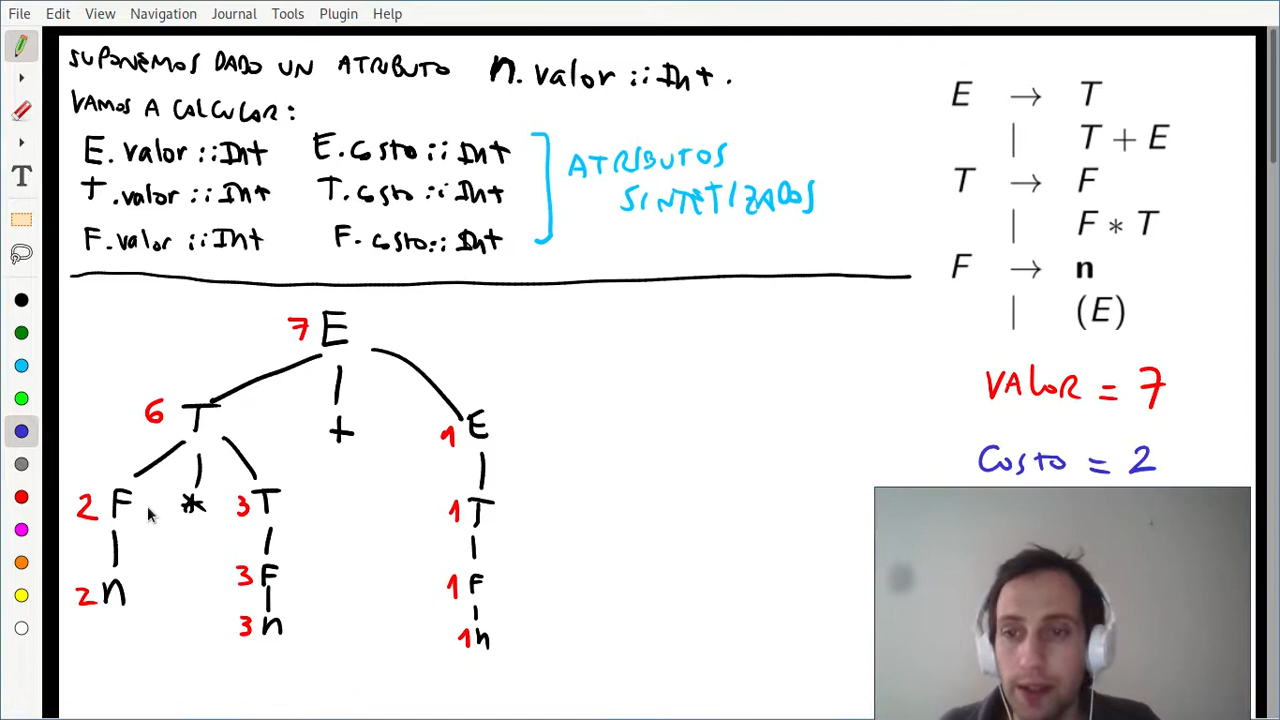 File Edit View Navigation Journal Tools Plugin Help
SUPONEMOS DADO UN ATRIBUTO n.valor :: Int.
VAMOS A CALCULAR:
E.valor :: Int E.costo :: Int
T.valor :: Int T.costo :: Int
F.valor :: Int F.costo :: Int
ATRIBUTOS
SINTETIZADOS
E → T
| T + E
T → F
| F * T
F → n
| (E)
VALOR = 7
COSTO = 2
7 E
6 T + 1 E
2 F * 3 T 1 T
2 n 3 F 1 F
3 n 1 n
T